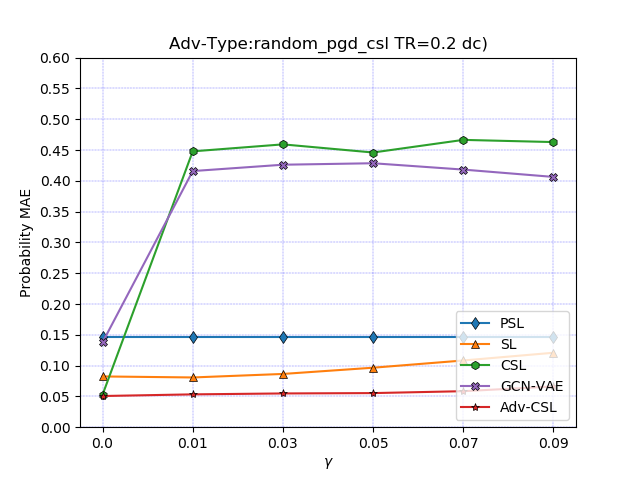 Adv-Type:random_pgd_csl TR=0.2 dc)
Probability MAE
0.60
0.55
0.50
0.45
0.40
0.35
0.30
0.25
0.20
0.15
0.10
0.05
0.00
PSL
SL
CSL
GCN-VAE
Adv-CSL
0.0 0.01 0.03 0.05 0.07 0.09
γ